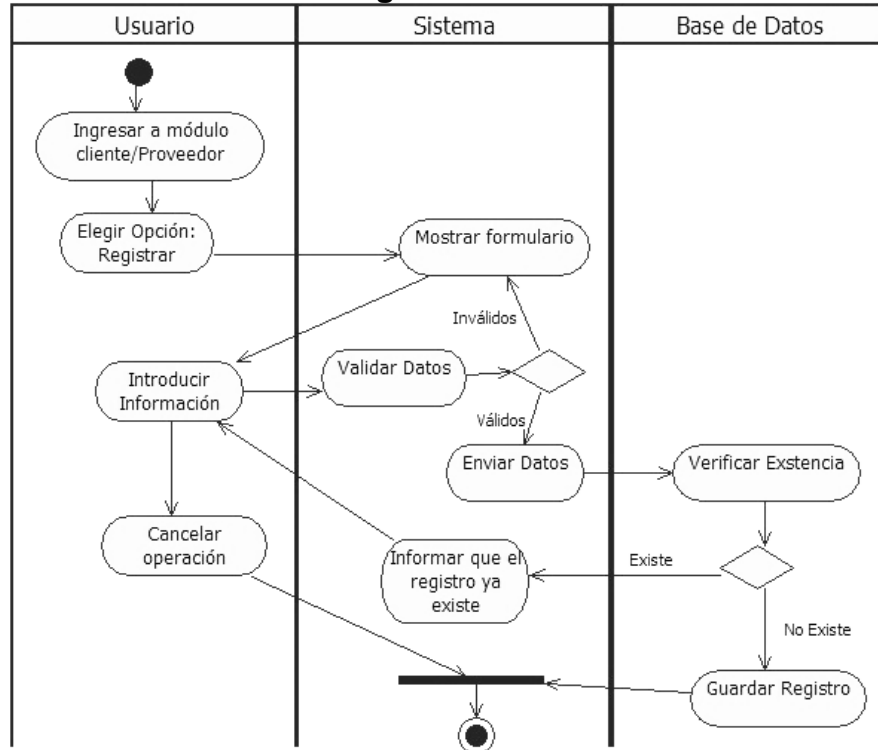 Usuario
Sistema
Base de Datos
Ingresar a módulo
cliente/Proveedor
Elegir Opción:
Registrar
Mostrar formulario
Inválidos
Introducir
Información
Validar Datos
Válidos
Enviar Datos
Verificar Exstencia
Cancelar
operación
Informar que el
registro ya
existe
Existe
No Existe
Guardar Registro